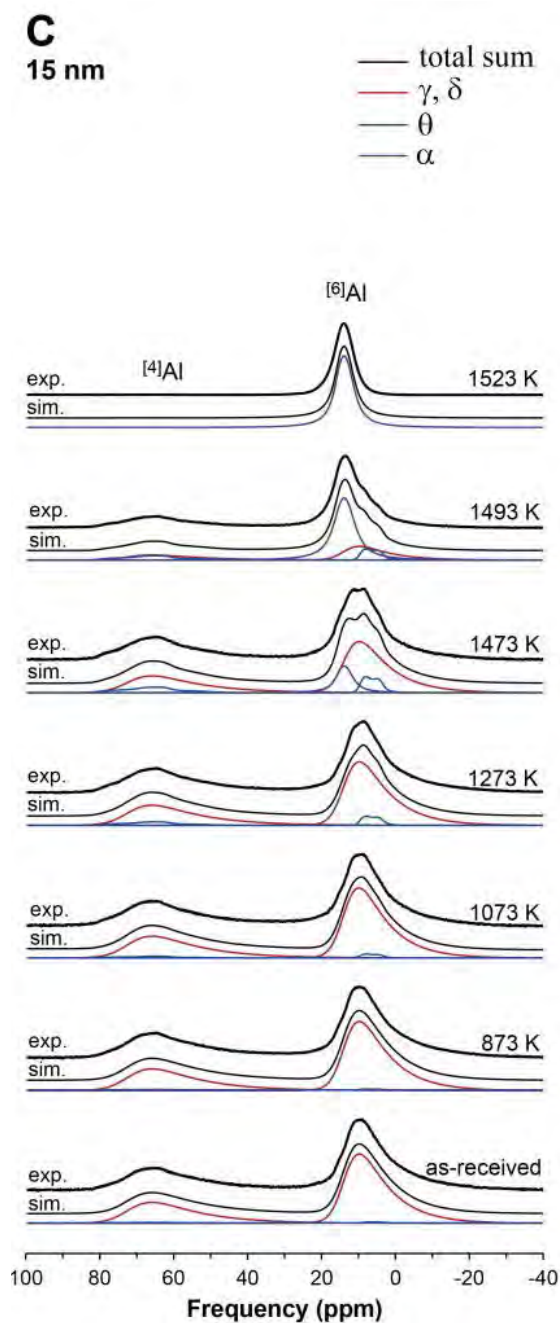 C
15 nm
total sum
γ, δ
θ
α
[6]Al
[4]Al
exp.
1523 K
sim.
exp.
1493 K
sim.
exp.
1473 K
sim.
exp.
1273 K
sim.
exp.
1073 K
sim.
exp.
873 K
sim.
exp.
as-received
sim.
100 80 60 40 20 0 -20 -40
Frequency (ppm)